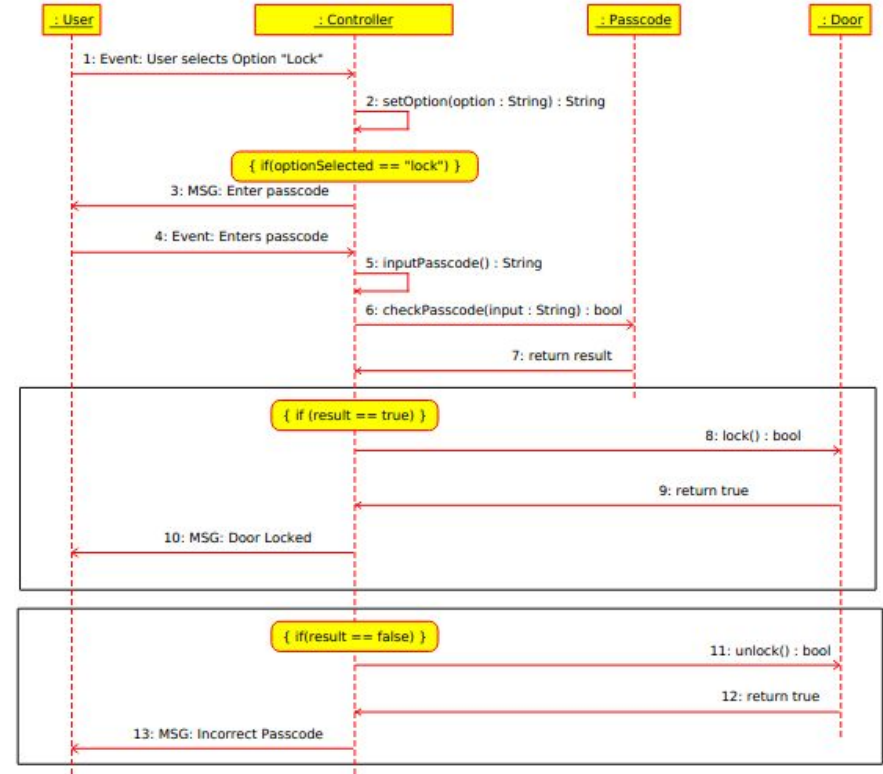 : User
: Controller
: Passcode
: Door
1: Event: User selects Option "Lock"
2: setOption(option : String) : String
{ if(optionSelected == "lock") }
3: MSG: Enter passcode
4: Event: Enters passcode
5: inputPasscode() : String
6: checkPasscode(input : String) : bool
7: return result
{ if (result == true) }
8: lock() : bool
9: return true
10: MSG: Door Locked
{ if(result == false) }
11: unlock() : bool
12: return true
13: MSG: Incorrect Passcode